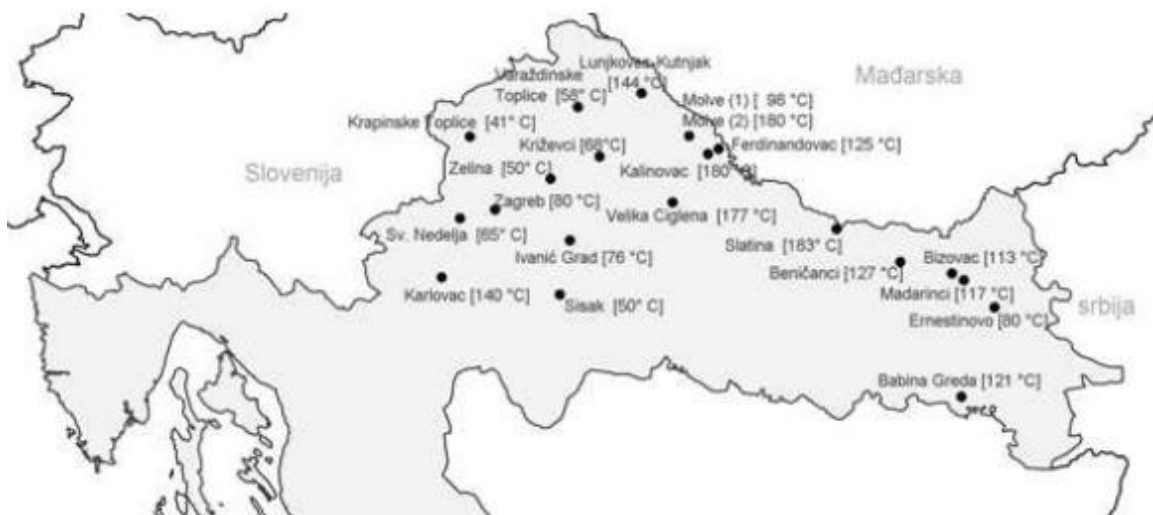 Lunjkovec-Kutnjak
[144 °C]
Mađarska
Varaždinske
Toplice [58° C]
Molve (1) [ 98 °C]
Molve (2) [180 °C]
Krapinske Toplice [41° C]
Križevci [68°C]
Ferdinandovac [125 °C]
Slovenija
Zelina [50° C]
Kalinovac [180° C]
Zagreb [80 °C]
Velika Ciglena [177 °C]
Sv. Nedelja [65° C]
Slatina [183° C]
Ivanić Grad [76 °C]
Bizovac [113 °C]
Beničanci [127 °C]
Karlovac [140 °C]
Madarinci [117 °C]
Sisak [50° C]
srbija
Ernestinovo [80 °C]
Babina Greda [121 °C]